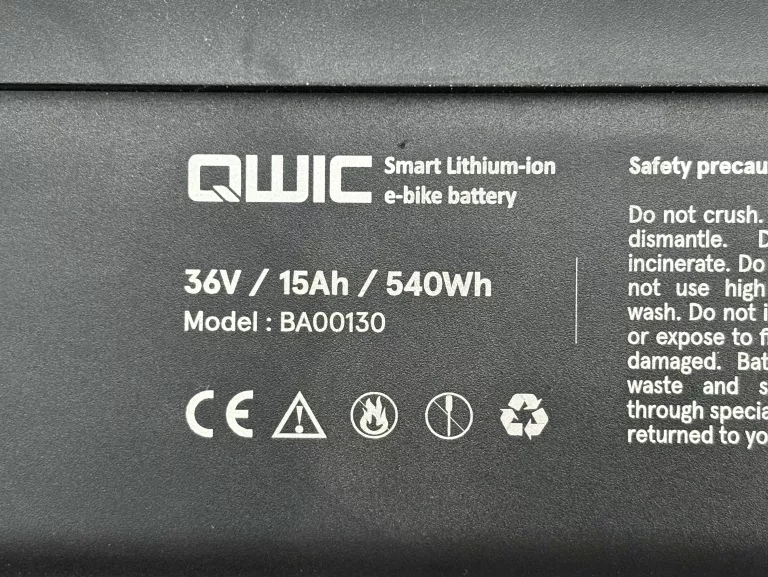 QWIC
Smart Lithium-ion
e-bike battery
36V / 15Ah / 540Wh
Model : BA00130
CE
Safety
Do not crush.
dismantle.
incinerate. Do
not use high
wash. Do not
or expose to
damaged.
waste and
through
returned to